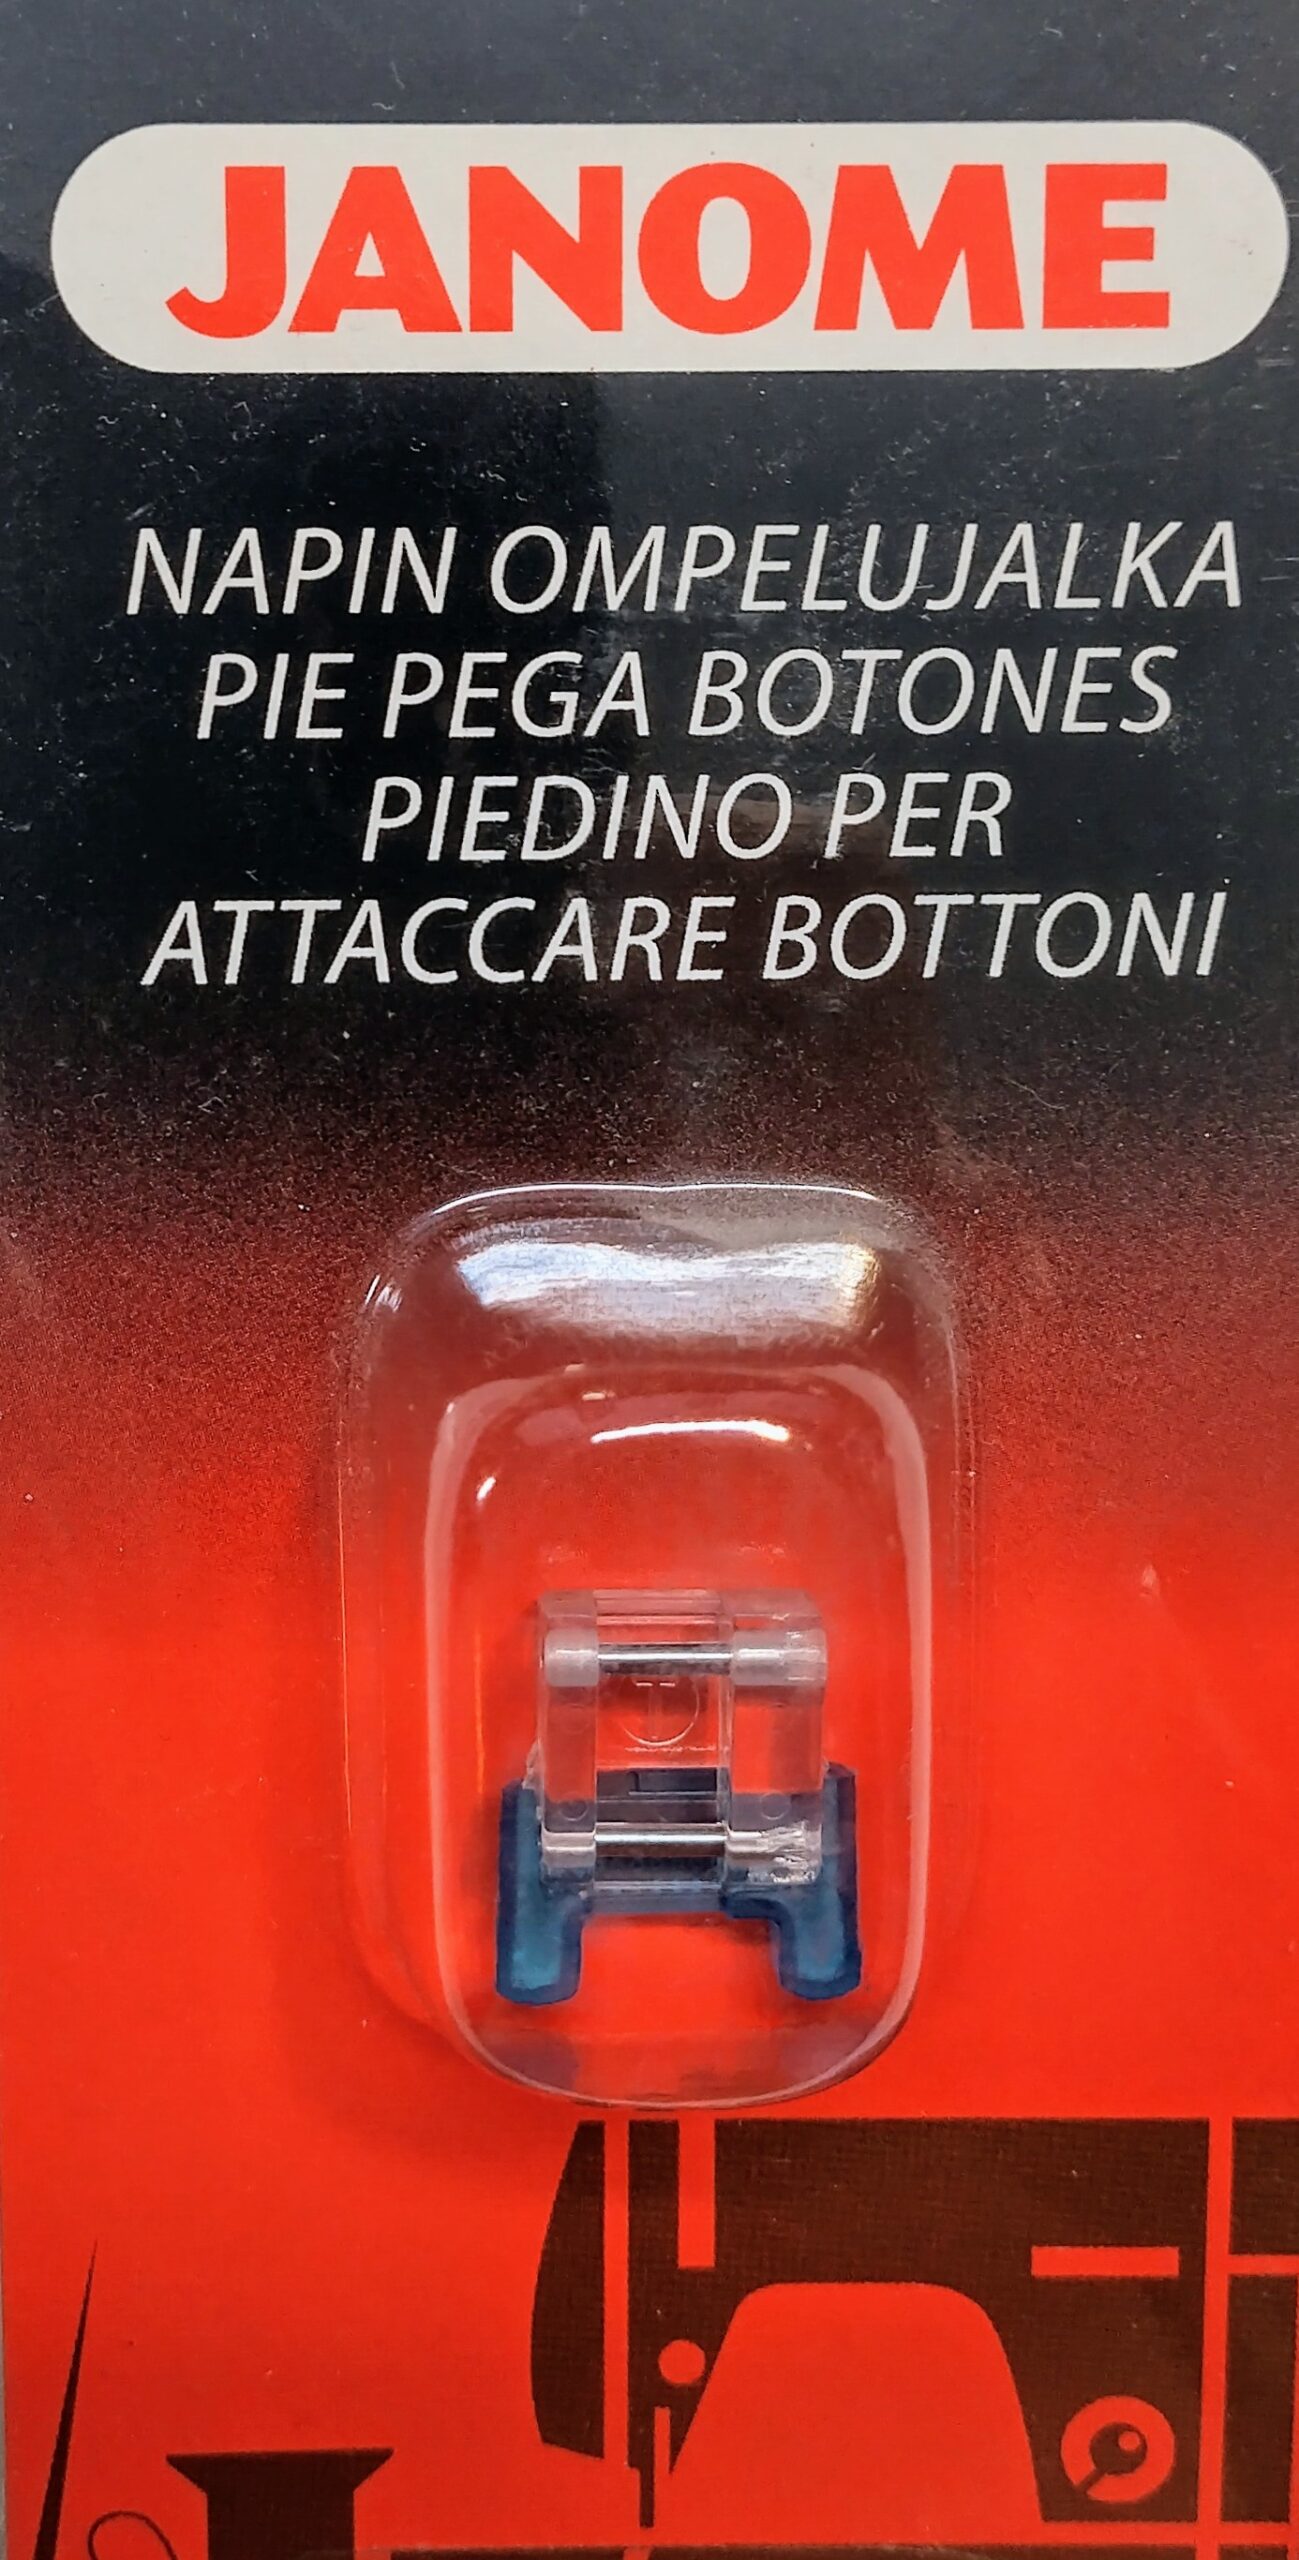 JANOME
NAPIN OMPELUJALKA
PIE PEGA BOTONES
PIEDINO PER
ATTACCARE BOTTONI
T